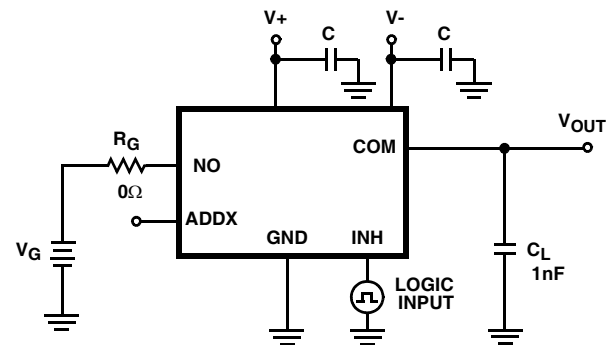 V+
C
V-
C
RG
0Ω
NO
COM
VOUT
ADDX
VG
GND
INH
LOGIC
INPUT
CL
1nF